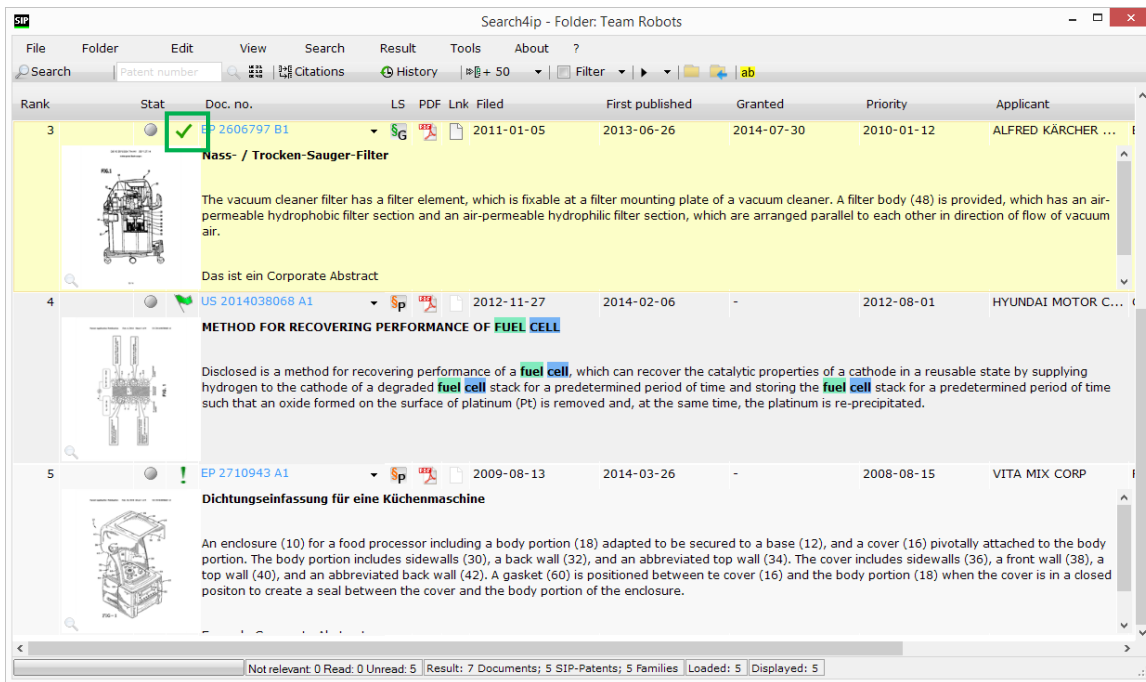 SIP Search4ip - Folder: Team Robots
File Folder Edit View Search Result Tools About ?
Search Patent number Citations History + 50 Filter ab
Rank Stat Doc. no. LS PDF Lnk Filed First published Granted Priority Applicant
3 EP 2606797 B1 §G PDF 2011-01-05 2013-06-26 2014-07-30 2010-01-12 ALFRED KÄRCHER ...
Nass- / Trocken-Sauger-Filter
FIG.1
The vacuum cleaner filter has a filter element, which is fixable at a filter mounting plate of a vacuum cleaner. A filter body (48) is provided, which has an air-
permeable hydrophobic filter section and an air-permeable hydrophilic filter section, which are arranged parallel to each other in direction of flow of vacuum
air.
Das ist ein Corporate Abstract
4 US 2014038068 A1 §P PDF 2012-11-27 2014-02-06 - 2012-08-01 HYUNDAI MOTOR C...
METHOD FOR RECOVERING PERFORMANCE OF FUEL CELL
Disclosed is a method for recovering performance of a fuel cell, which can recover the catalytic properties of a cathode in a reusable state by supplying
hydrogen to the cathode of a degraded fuel cell stack for a predetermined period of time and storing the fuel cell stack for a predetermined period of time
such that an oxide formed on the surface of platinum (Pt) is removed and, at the same time, the platinum is re-precipitated.
5 EP 2710943 A1 §P PDF 2009-08-13 2014-03-26 - 2008-08-15 VITA MIX CORP
Dichtungseinfassung für eine Küchenmaschine
An enclosure (10) for a food processor including a body portion (18) adapted to be secured to a base (12), and a cover (16) pivotally attached to the body
portion. The body portion includes sidewalls (30), a back wall (32), and an abbreviated top wall (34). The cover includes sidewalls (36), a front wall (38), a
top wall (40), and an abbreviated back wall (42). A gasket (60) is positioned between te cover (16) and the body portion (18) when the cover is in a closed
positon to create a seal between the cover and the body portion of the enclosure.
Not relevant: 0 Read: 0 Unread: 5 Result: 7 Documents; 5 SIP-Patents; 5 Families Loaded: 5 Displayed: 5